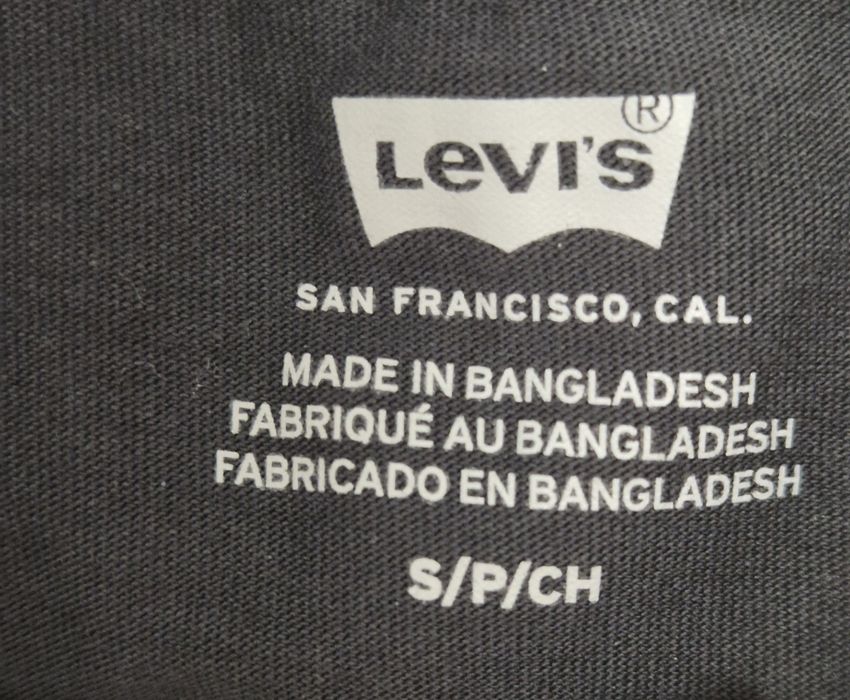 LEVI'S®
SAN FRANCISCO, CAL.
MADE IN BANGLADESH
FABRIQUÉ AU BANGLADESH
FABRICADO EN BANGLADESH
S/P/CH